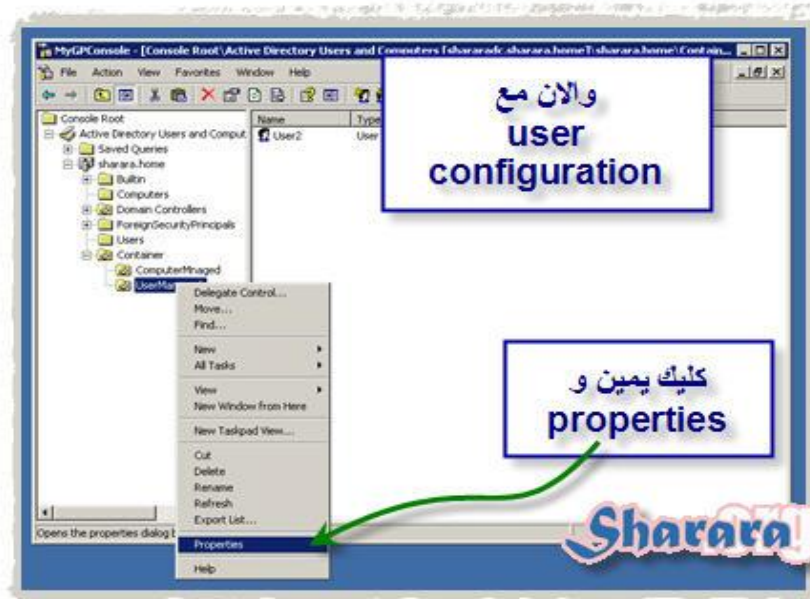 MyGPConsole - [Console Root\Active Directory Users and Computers [shararadc.sharara.home]\sharara.home\Contain...
File Action View Favorites Window Help
والان مع
user
configuration
Console Root
Active Directory Users and Comput
Saved Queries
sharara.home
Builtin
Computers
Domain Controllers
ForeignSecurityPrincipals
Users
Container
ComputerMnaged
Name Type
User2 User
Delegate Control...
Move...
Find...
New
All Tasks
View
New Window from Here
New Taskpad View...
Cut
Delete
Rename
Refresh
Export List...
Properties
Help
كليك يمين و
properties
Opens the properties dialog
Sharara